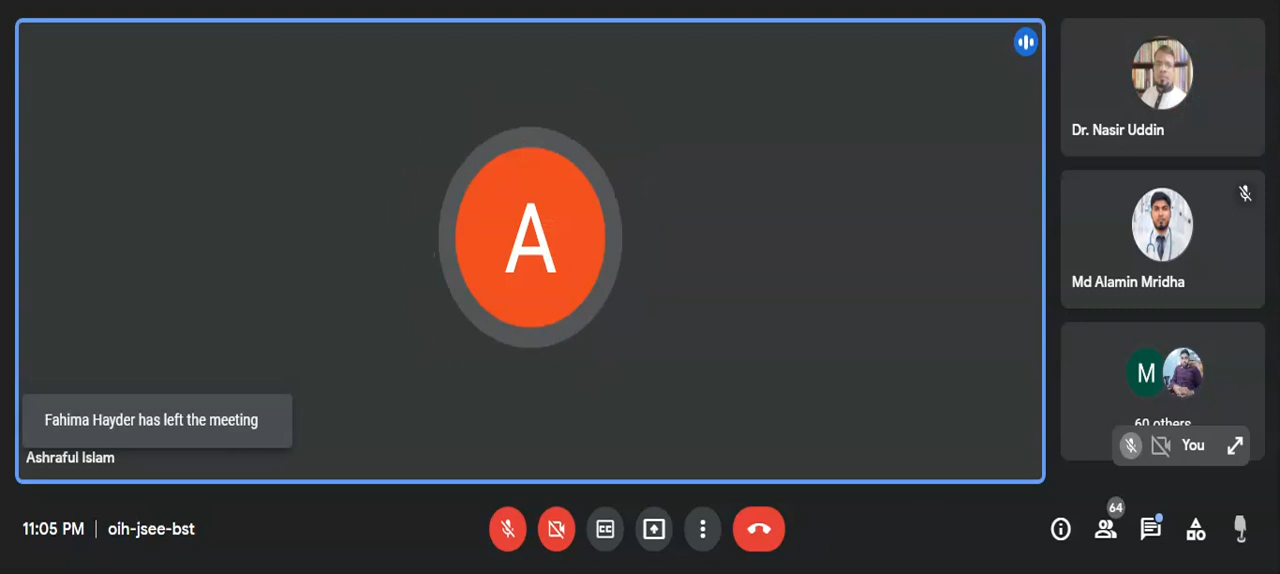 A
Fahima Hayder has left the meeting
Ashraful Islam
Dr. Nasir Uddin
Md Alamin Mridha
M
60 others
You
11:05 PM | oih-jsee-bst
CC
64